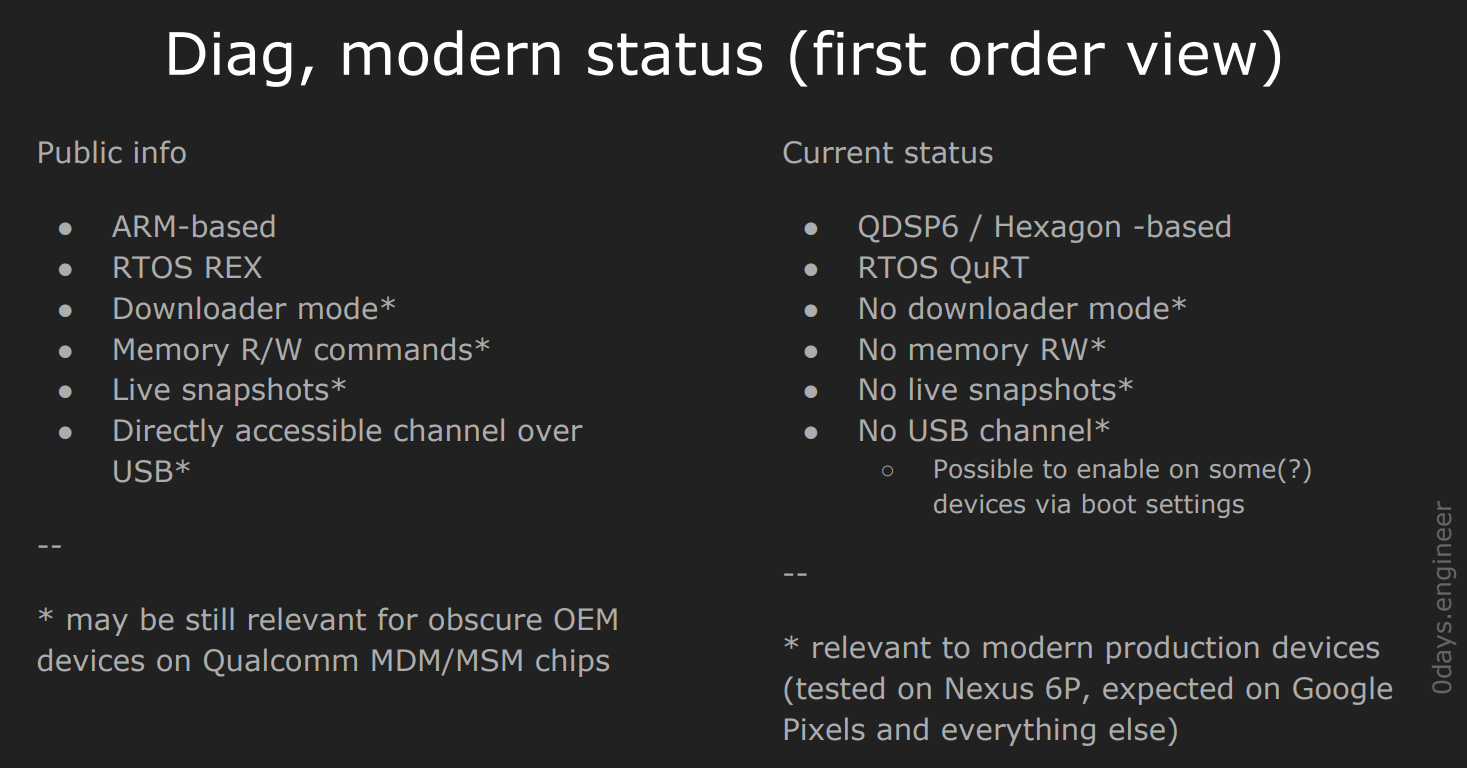 Diag, modern status (first order view)
Public info
● ARM-based
● RTOS REX
● Downloader mode*
● Memory R/W commands*
● Live snapshots*
● Directly accessible channel over
USB*
--
* may be still relevant for obscure OEM
devices on Qualcomm MDM/MSM chips
Current status
● QDSP6 / Hexagon -based
● RTOS QuRT
● No downloader mode*
● No memory RW*
● No live snapshots*
● No USB channel*
○ Possible to enable on some(?)
devices via boot settings
--
* relevant to modern production devices
(tested on Nexus 6P, expected on Google
Pixels and everything else)
0days.engineer